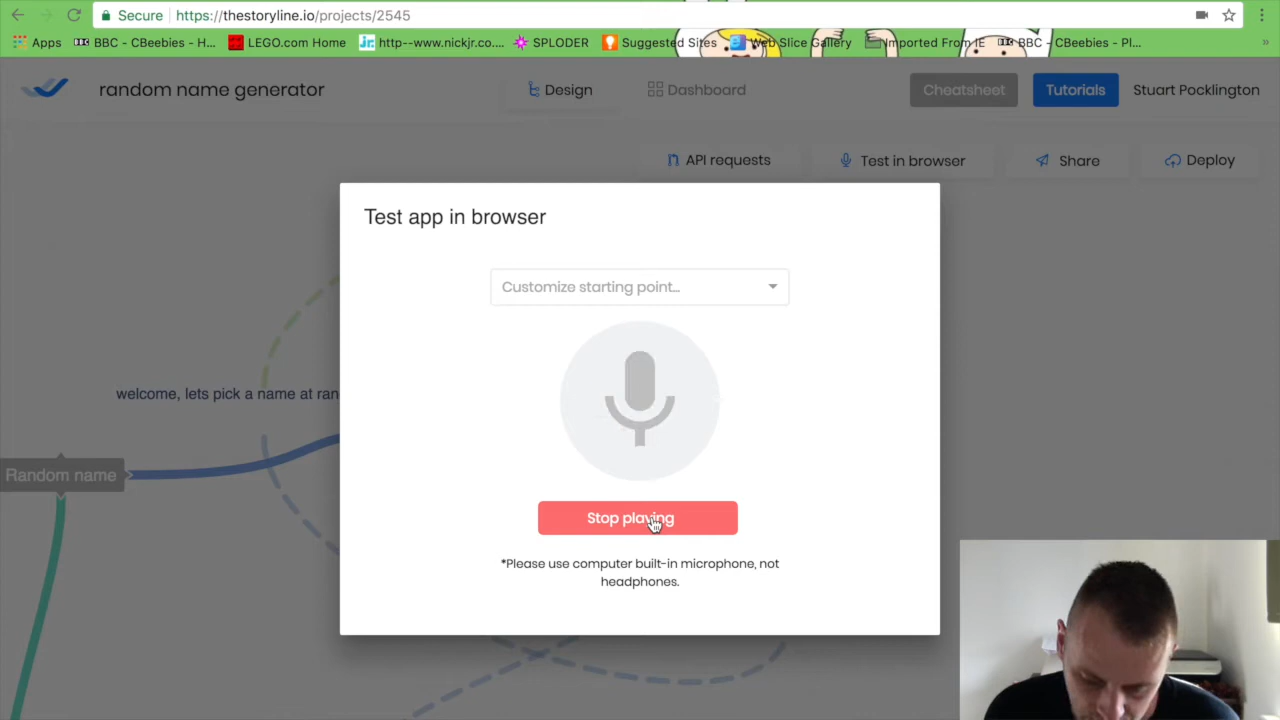 Secure https://thestoryline.io/projects/2545
Apps BBC - CBeebies - H... LEGO.com Home http--www.nickjr.co.... SPLODER Suggested Sites Web Slice Gallery Imported From IE BBC - CBeebies - Pl... »
random name generator Design Dashboard Cheatsheet Tutorials Stuart Pocklington
API requests Test in browser Share Deploy
Test app in browser
Customize starting point...
welcome, lets pick a name at ran
Random name
Stop playing
*Please use computer built-in microphone, not
headphones.